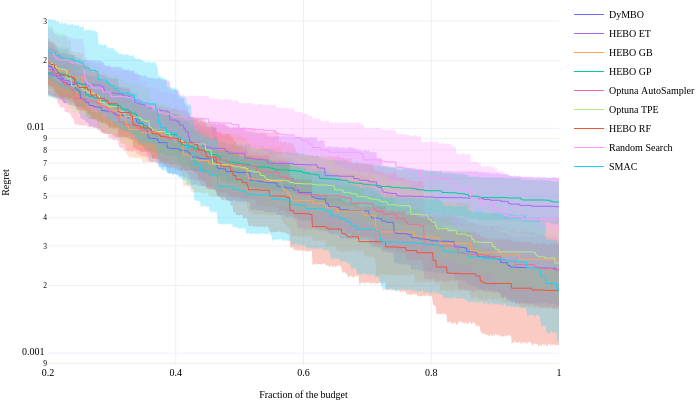 3
2
0.01
9
8
7
6
5
4
3
2
0.001
9
Regret
0.2
0.4
0.6
0.8
1
Fraction of the budget
DyMBO
HEBO ET
HEBO GB
HEBO GP
Optuna AutoSampler
Optuna TPE
HEBO RF
Random Search
SMAC